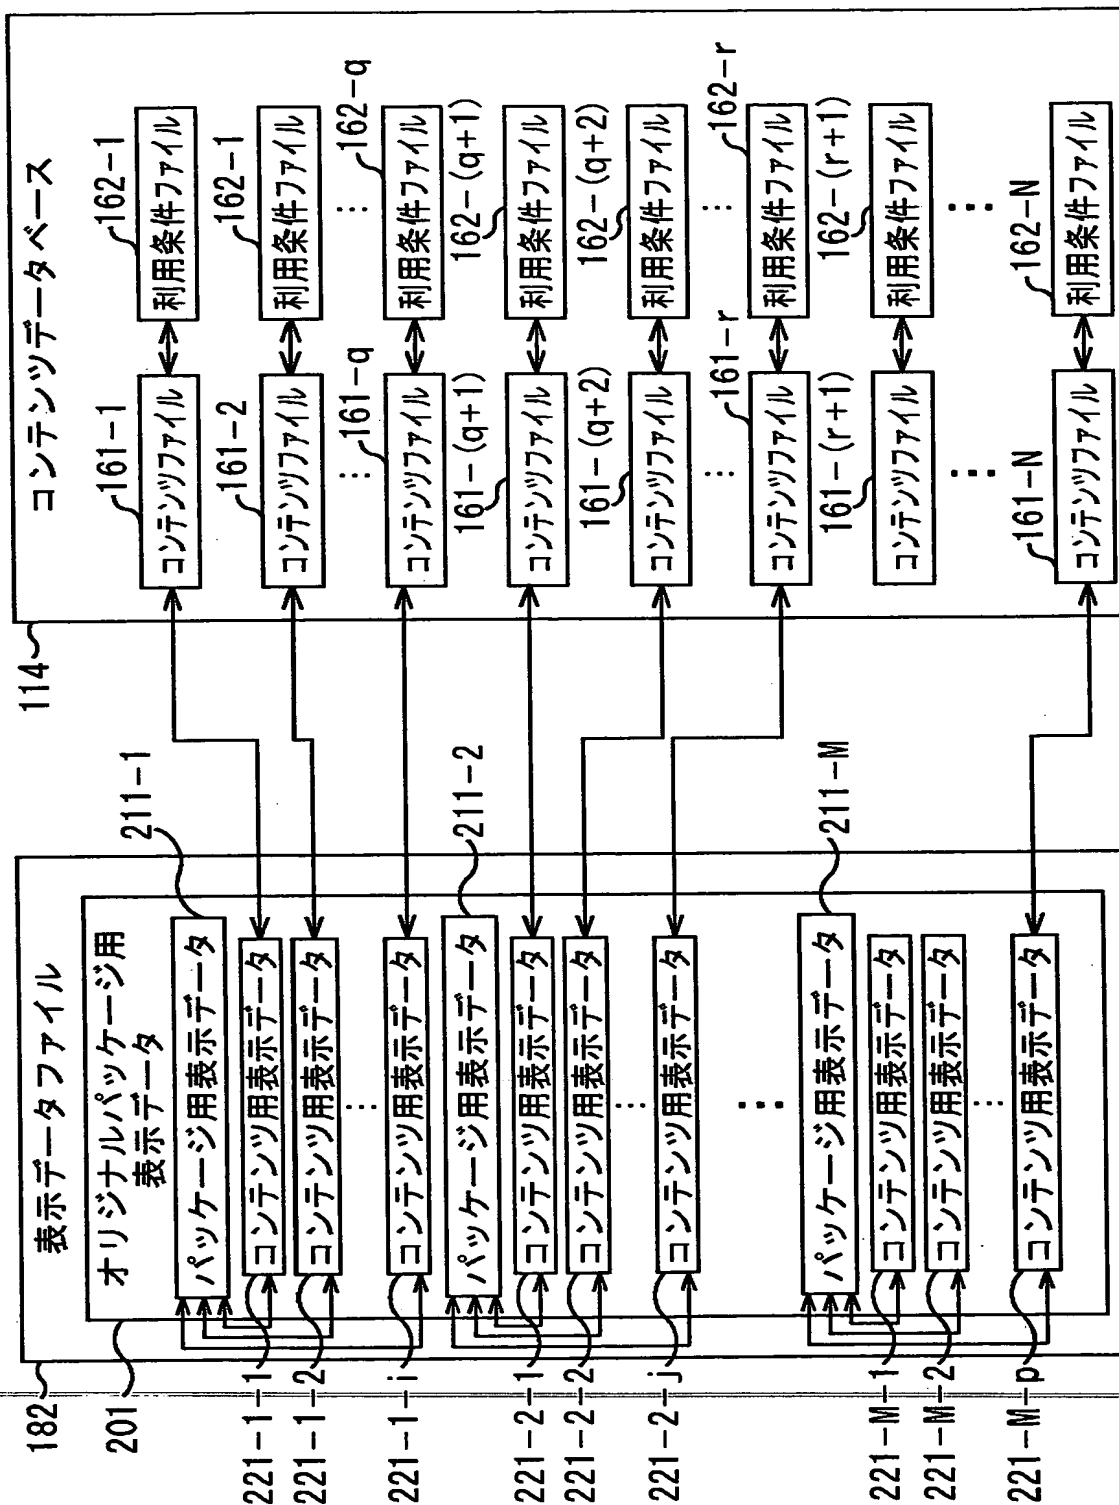 表示データファイル
182
201
オリジナルパッケージ用
表示データ
パッケージ用表示データ
211-1
221-1-1
コンテンツ用表示データ
221-1-2
コンテンツ用表示データ
⋮
221-1-i
コンテンツ用表示データ
パッケージ用表示データ
211-2
221-2-1
コンテンツ用表示データ
221-2-2
コンテンツ用表示データ
⋮
221-2-j
コンテンツ用表示データ
⋮
パッケージ用表示データ
211-M
221-M-1
コンテンツ用表示データ
221-M-2
コンテンツ用表示データ
⋮
221-M-p
コンテンツ用表示データ
114
コンテンツデータベース
161-1
コンテンツファイル
162-1
利用条件ファイル
161-2
コンテンツファイル
162-1
利用条件ファイル
⋮
161-q
コンテンツファイル
⋮
162-q
利用条件ファイル
161-(q+1)
コンテンツファイル
162-(q+1)
利用条件ファイル
161-(q+2)
コンテンツファイル
162-(q+2)
利用条件ファイル
⋮
161-r
コンテンツファイル
⋮
162-r
利用条件ファイル
161-(r+1)
コンテンツファイル
162-(r+1)
利用条件ファイル
⋮
161-N
コンテンツファイル
⋮
162-N
利用条件ファイル